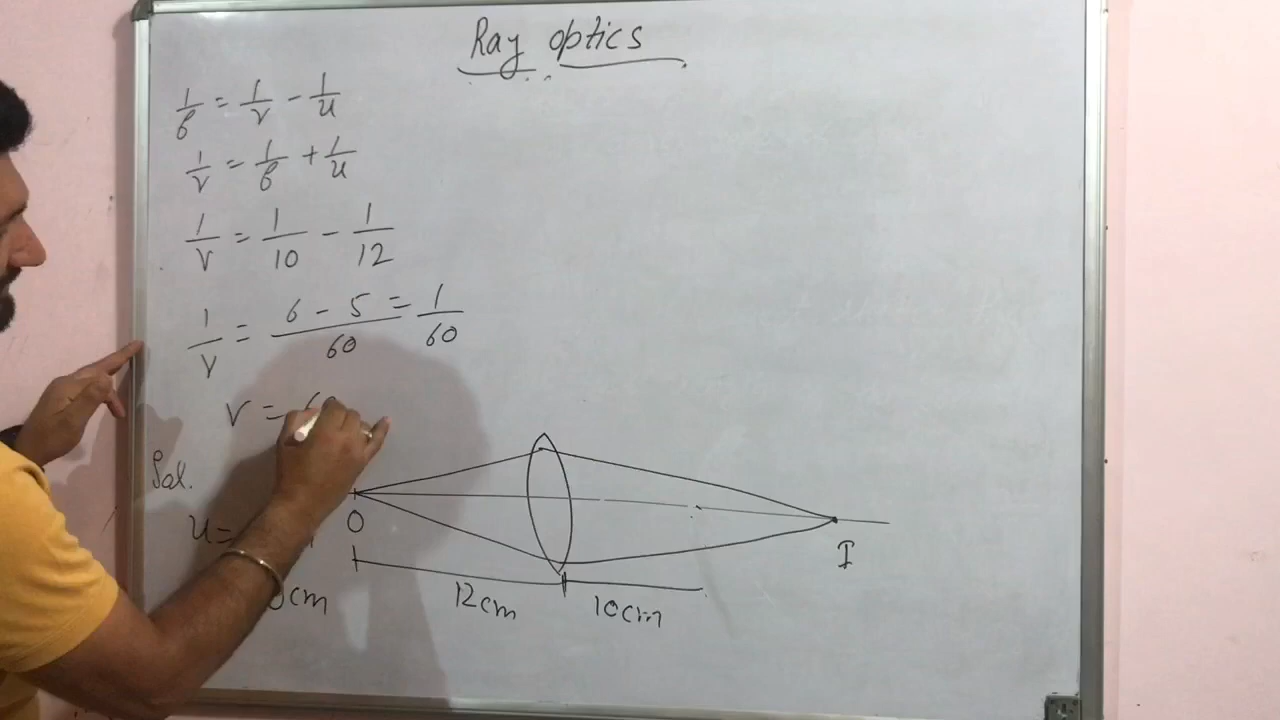 Ray optics
1/f = 1/v - 1/u
1/v = 1/f + 1/u
1/v = 1/10 - 1/12
1/v = 6 - 5/60 = 1/60
v = 60
Sol.
u=
O
I
cm
12cm
10cm